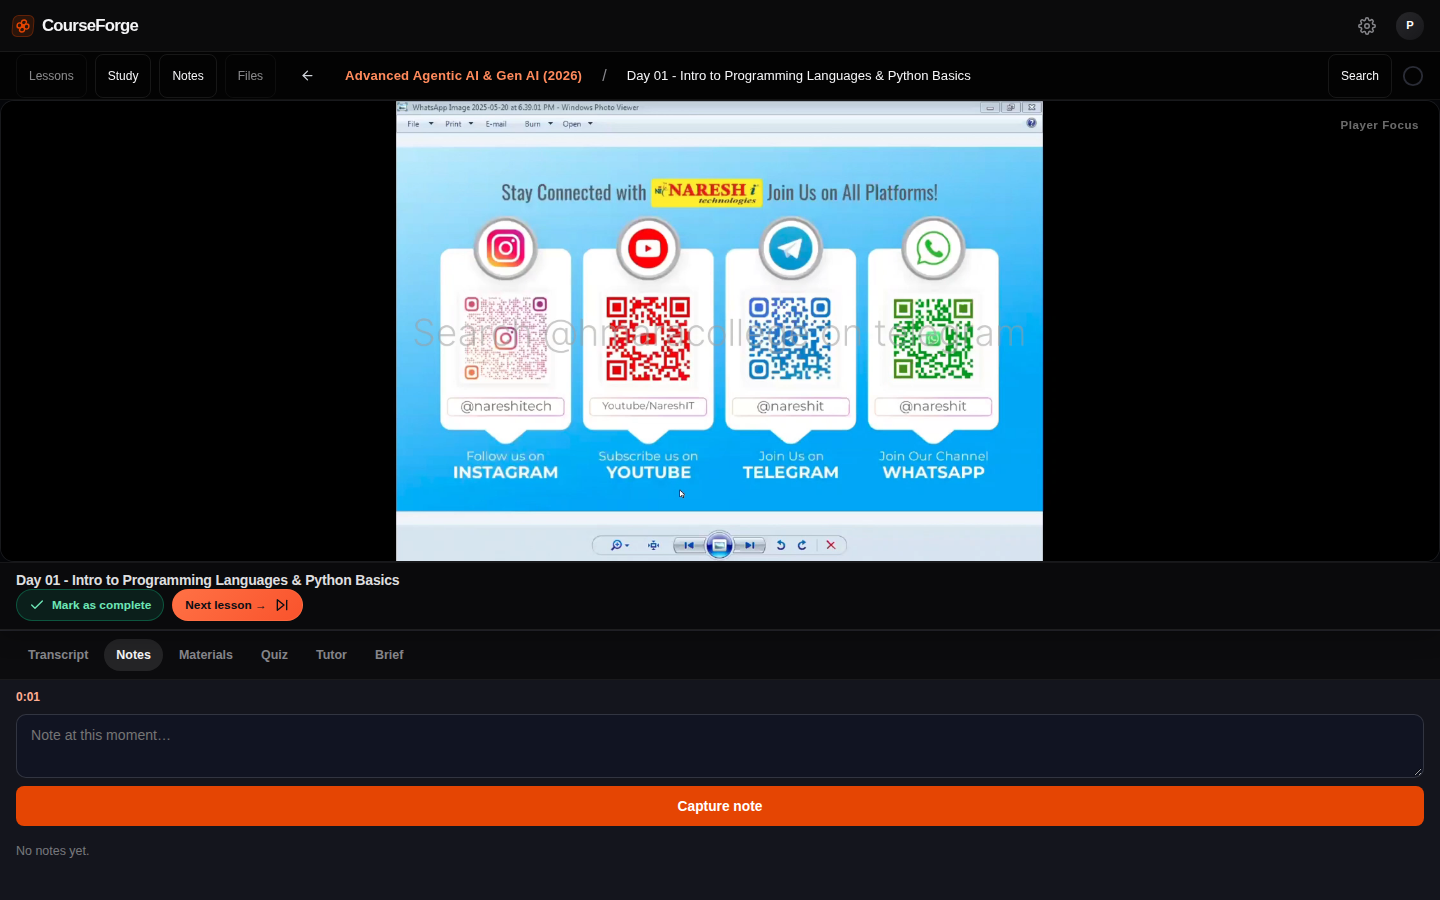 CourseForge
P
Lessons Study Notes Files
Advanced Agentic AI & Gen AI (2026) / Day 01 - Intro to Programming Languages & Python Basics
Search
WhatsApp Image 2025-05-20 at 6.39.01 PM - Windows Photo Viewer
File Print E-mail Burn Open
Player Focus
Stay Connected with NARESH i technologies Join Us on All Platforms!
Search @hmaracollege on telegram
@nareshitech Youtube/NareshIT @nareshit @nareshit
Follow us on Subscribe us on Join Us on Join Our Channel
INSTAGRAM YOUTUBE TELEGRAM WHATSAPP
Day 01 - Intro to Programming Languages & Python Basics
Mark as complete Next lesson →
Transcript Notes Materials Quiz Tutor Brief
0:01
Note at this moment…
Capture note
No notes yet.